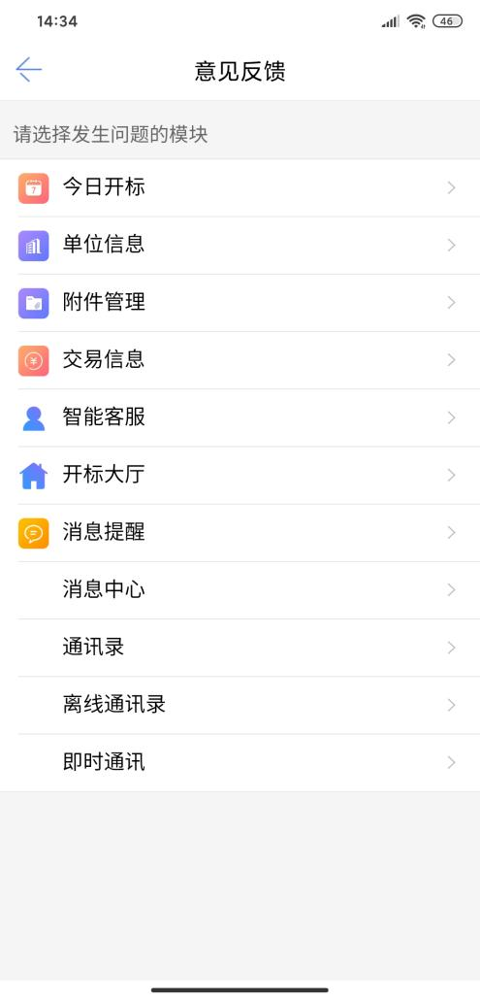 14:34
46
意见反馈
请选择发生问题的模块
7
今日开标
单位信息
附件管理
¥
交易信息
智能客服
开标大厅
消息提醒
消息中心
通讯录
离线通讯录
即时通讯